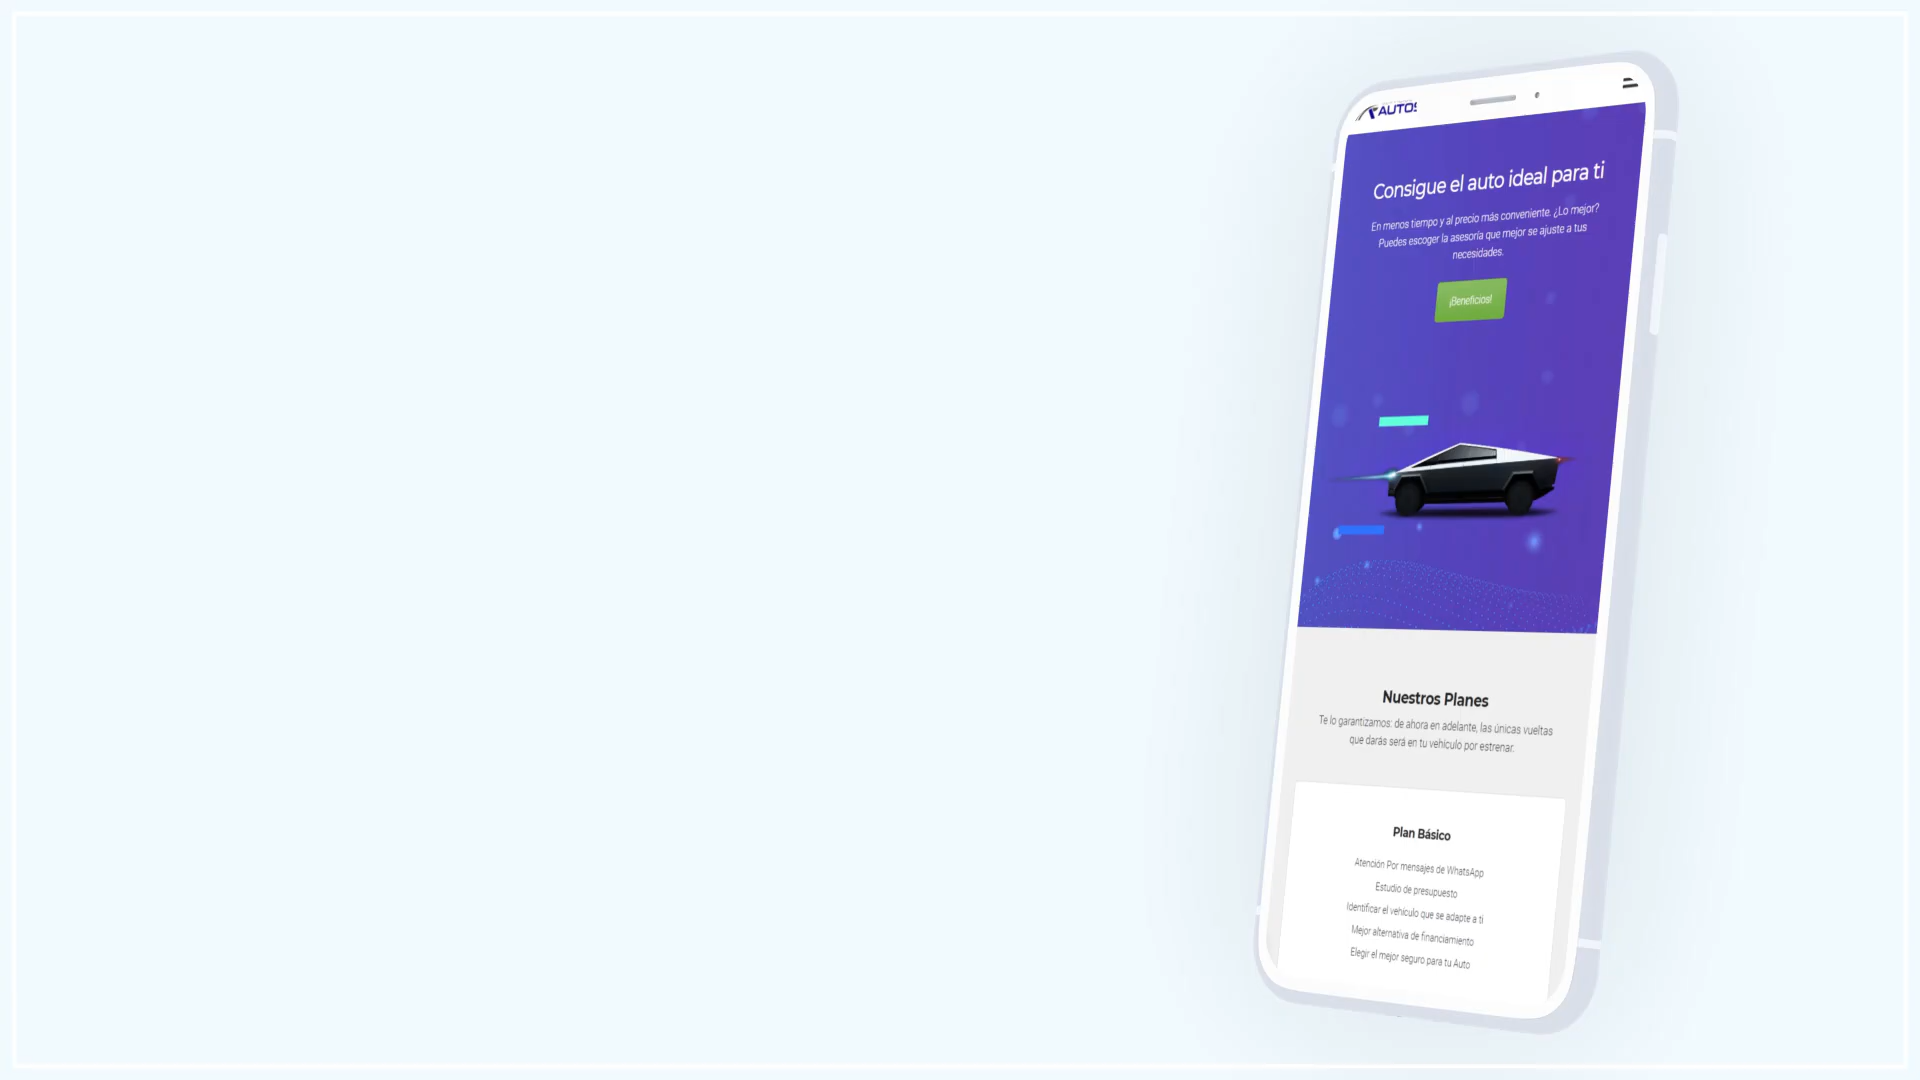 AUTOS
Consigue el auto ideal para ti
En menos tiempo y al precio más conveniente. ¿Lo mejor?
Puedes escoger la asesoría que mejor se ajuste a tus
necesidades.
¡Beneficios!
Nuestros Planes
Te lo garantizamos: de ahora en adelante, las únicas vueltas
que darás será en tu vehículo por estrenar.
Plan Básico
Atención Por mensajes de WhatsApp
Estudio de presupuesto
Identificar el vehículo que se adapte a ti
Mejor alternativa de financiamiento
Elegir el mejor seguro para tu Auto